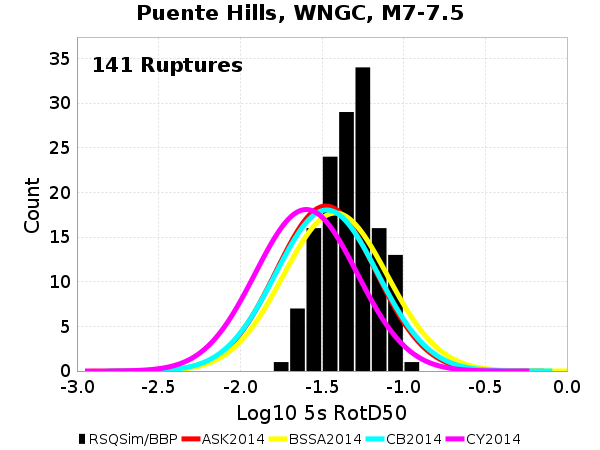 Puente Hills, WNGC, M7-7.5
141 Ruptures
35
30
25
20
15
10
5
0
Count
-3.0 -2.5 -2.0 -1.5 -1.0 -0.5 0.0
Log10 5s RotD50
RSQSim/BBP ASK2014 BSSA2014 CB2014 CY2014